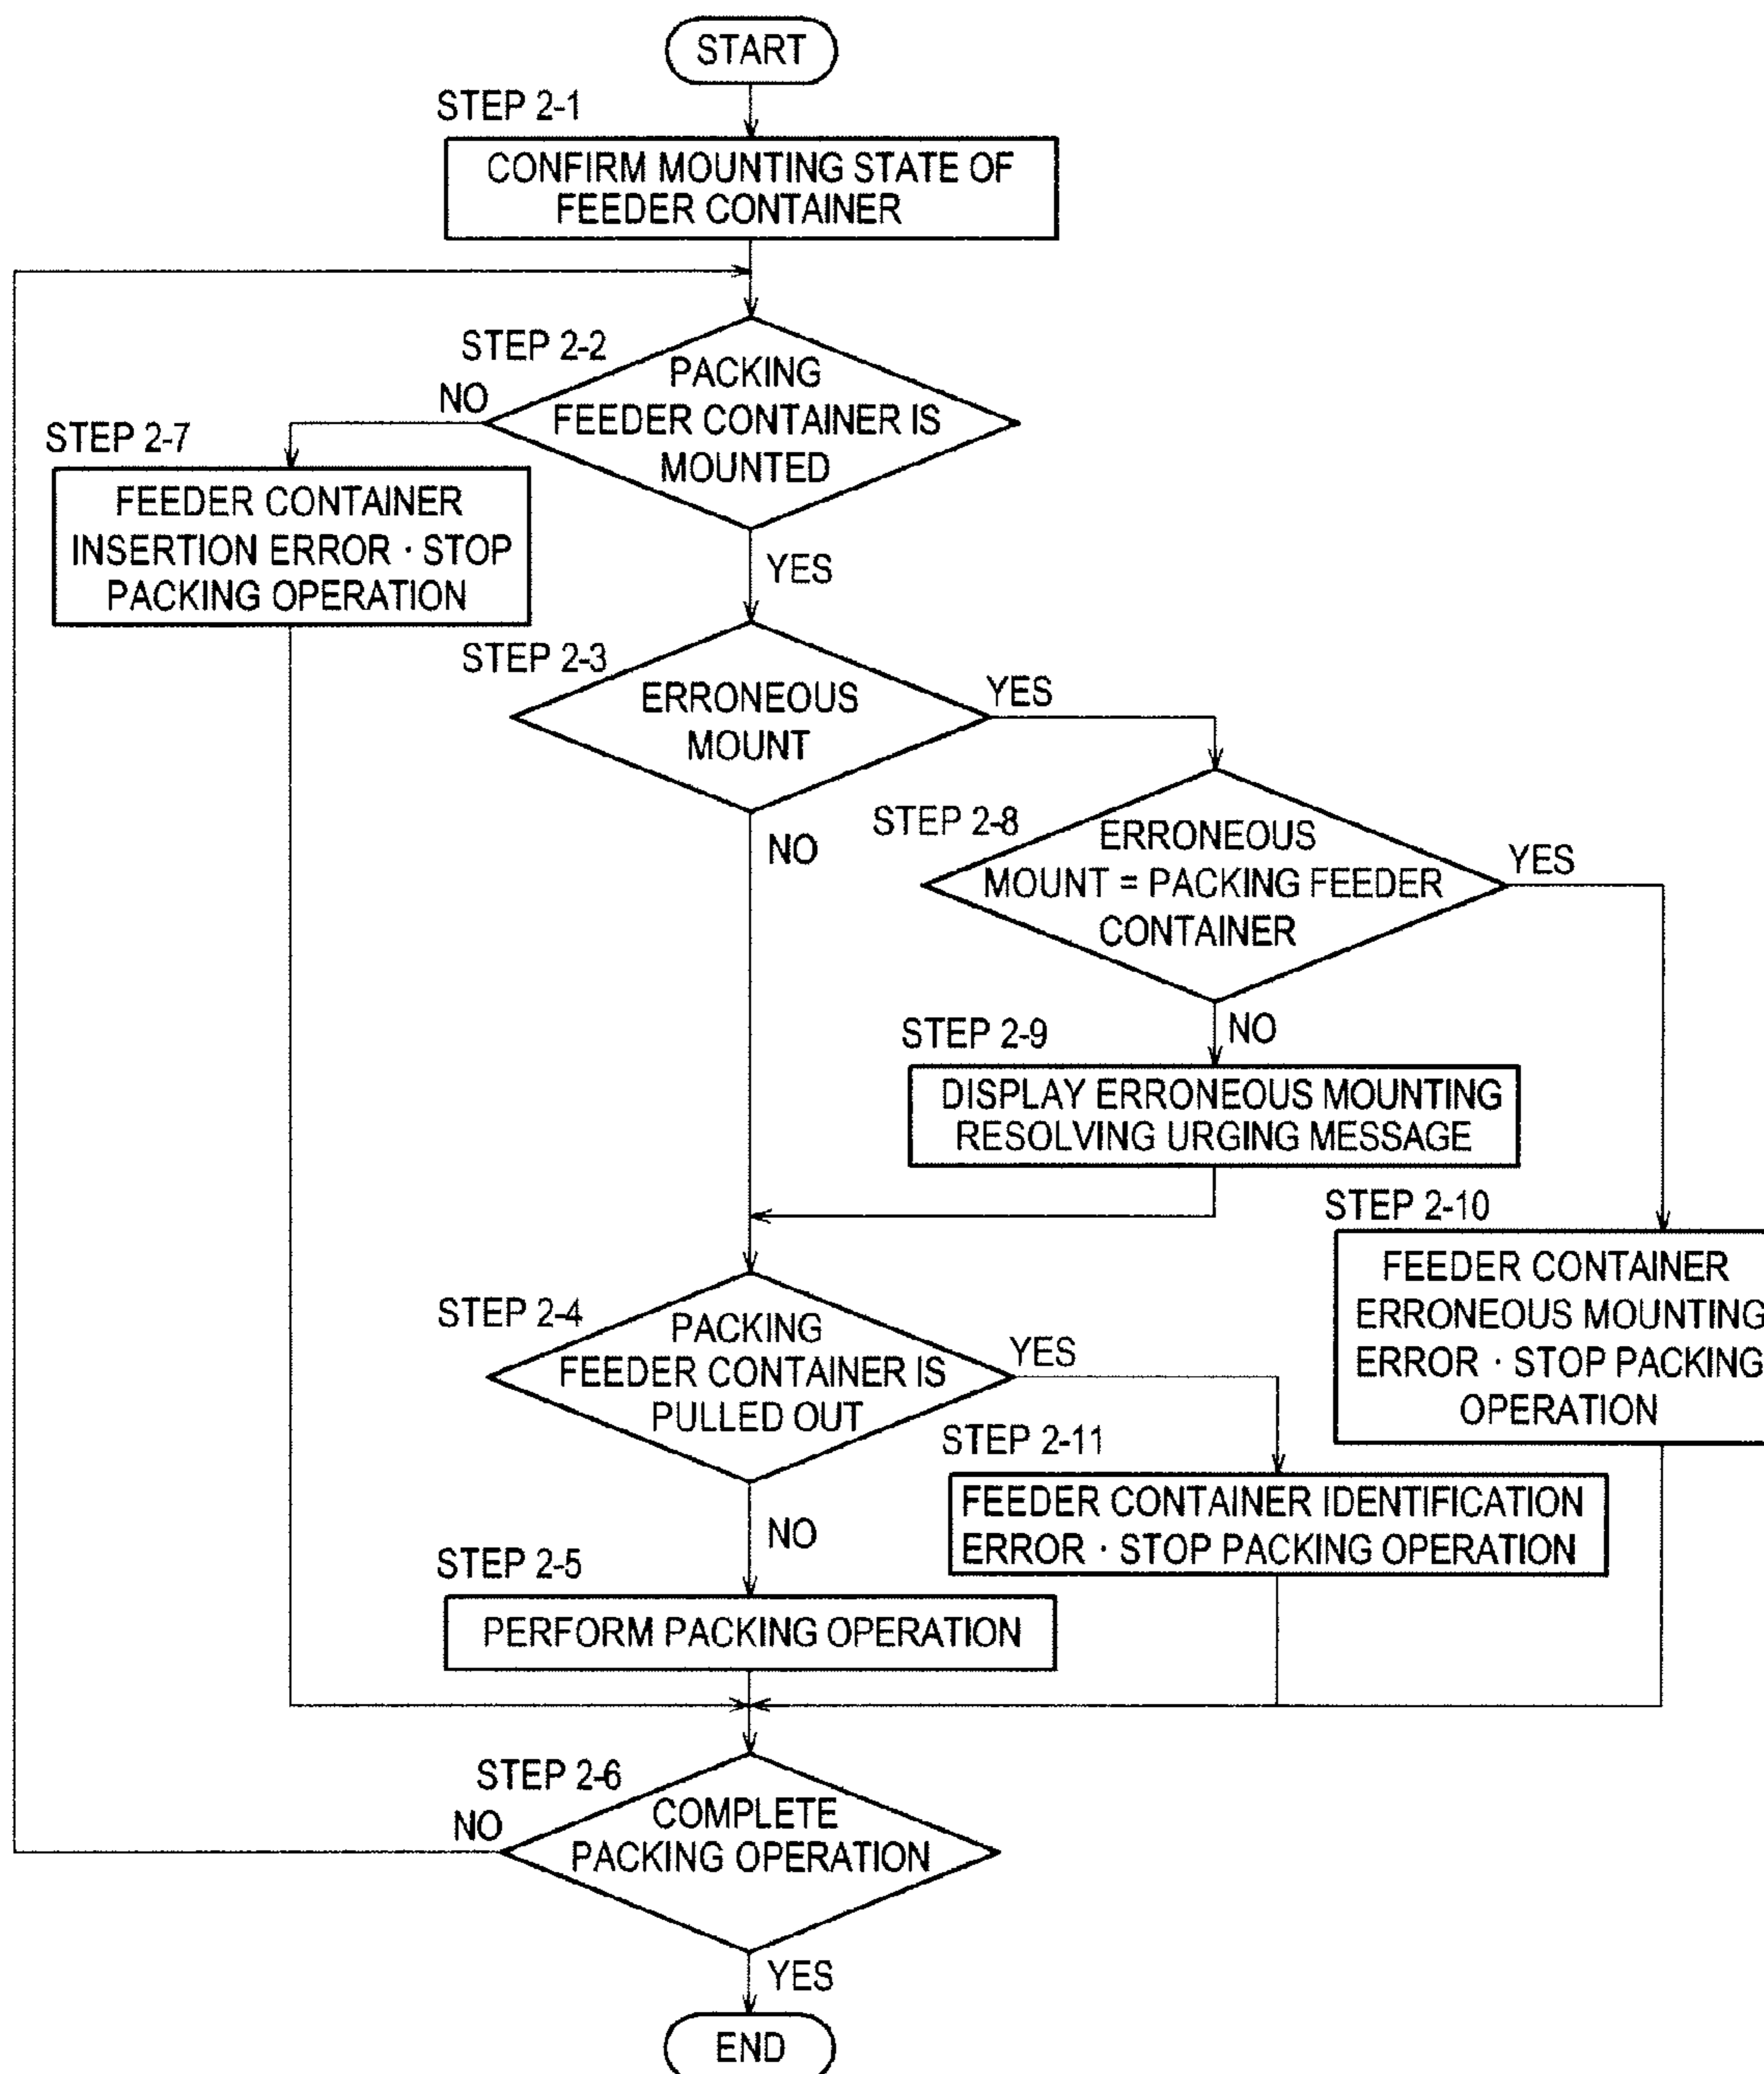 START
STEP 2-1
CONFIRM MOUNTING STATE OF
FEEDER CONTAINER
STEP 2-2
PACKING
FEEDER CONTAINER IS
MOUNTED
NO
YES
STEP 2-7
FEEDER CONTAINER
INSERTION ERROR · STOP
PACKING OPERATION
STEP 2-3
ERRONEOUS
MOUNT
YES
NO
STEP 2-8
ERRONEOUS
MOUNT = PACKING FEEDER
CONTAINER
YES
NO
STEP 2-9
DISPLAY ERRONEOUS MOUNTING
RESOLVING URGING MESSAGE
STEP 2-10
FEEDER CONTAINER
ERRONEOUS MOUNTING
ERROR · STOP PACKING
OPERATION
STEP 2-4
PACKING
FEEDER CONTAINER IS
PULLED OUT
YES
NO
STEP 2-11
FEEDER CONTAINER IDENTIFICATION
ERROR · STOP PACKING OPERATION
STEP 2-5
PERFORM PACKING OPERATION
STEP 2-6
COMPLETE
PACKING OPERATION
NO
YES
END